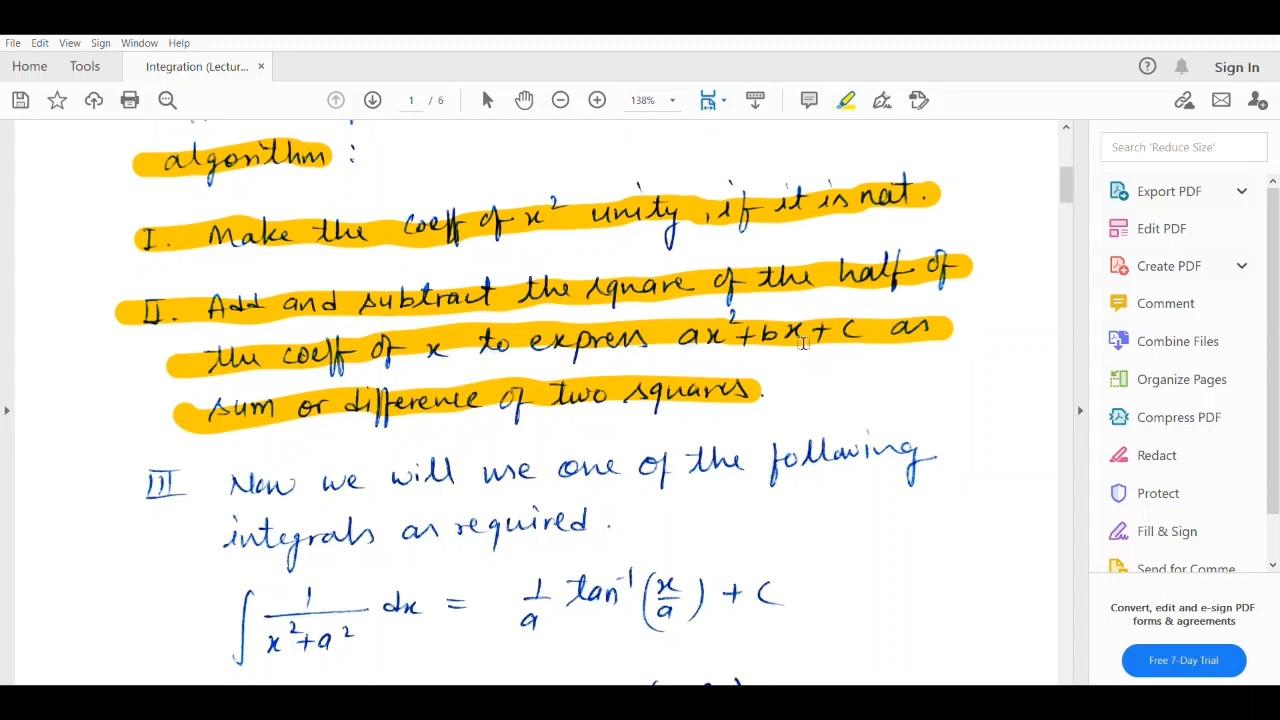 File Edit View Sign Window Help
Home Tools Integration (Lectur... × Sign In
1 / 6 138%
algorithm :
I. Make the coeff of x² unity, if it is not.
II. Add and subtract the square of the half of
the coeff of x to express ax²+bx+c as
sum or difference of two squares.
III Now we will use one of the following
integrals as required.
∫ 1/(x²+a²) dx = 1/a tan⁻¹(x/a) + C
Search 'Reduce Size'
Export PDF
Edit PDF
Create PDF
Comment
Combine Files
Organize Pages
Compress PDF
Redact
Protect
Fill & Sign
Send for Comme
Convert, edit and e-sign PDF
forms & agreements
Free 7-Day Trial